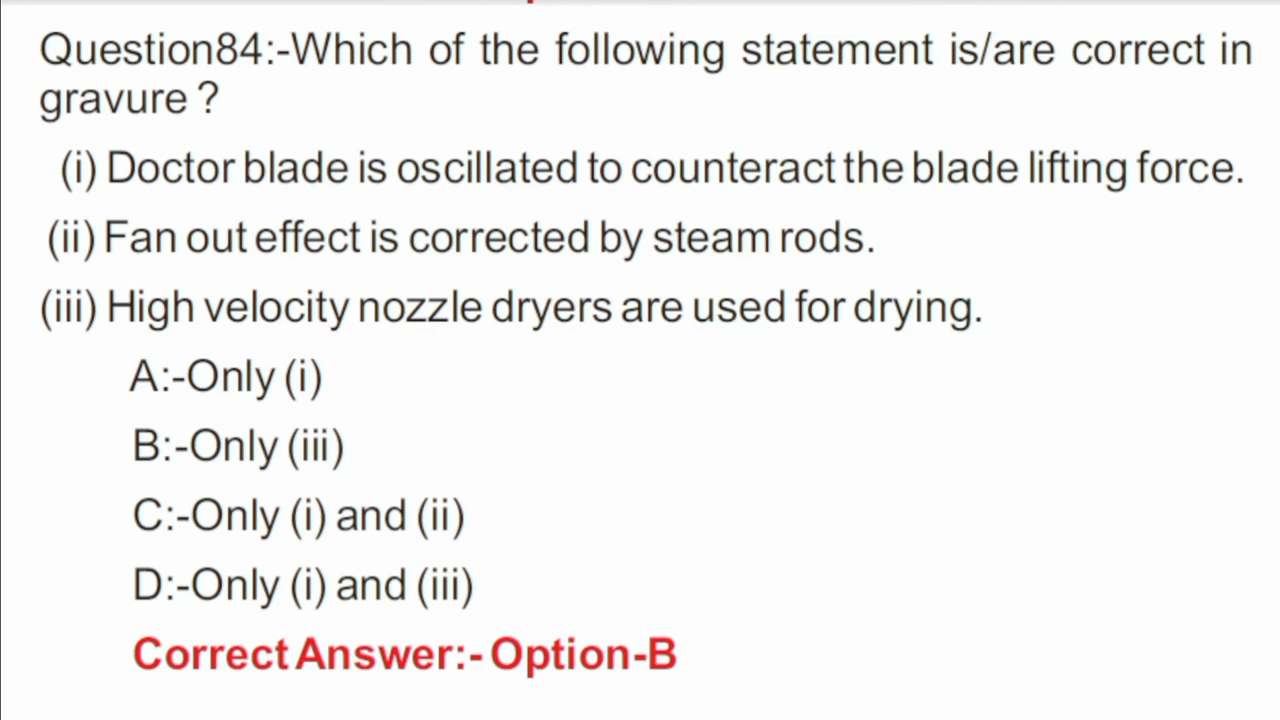 Question84:-Which of the following statement is/are correct in
gravure ?
(i) Doctor blade is oscillated to counteract the blade lifting force.
(ii) Fan out effect is corrected by steam rods.
(iii) High velocity nozzle dryers are used for drying.
A:-Only (i)
B:-Only (iii)
C:-Only (i) and (ii)
D:-Only (i) and (iii)
Correct Answer:- Option-B